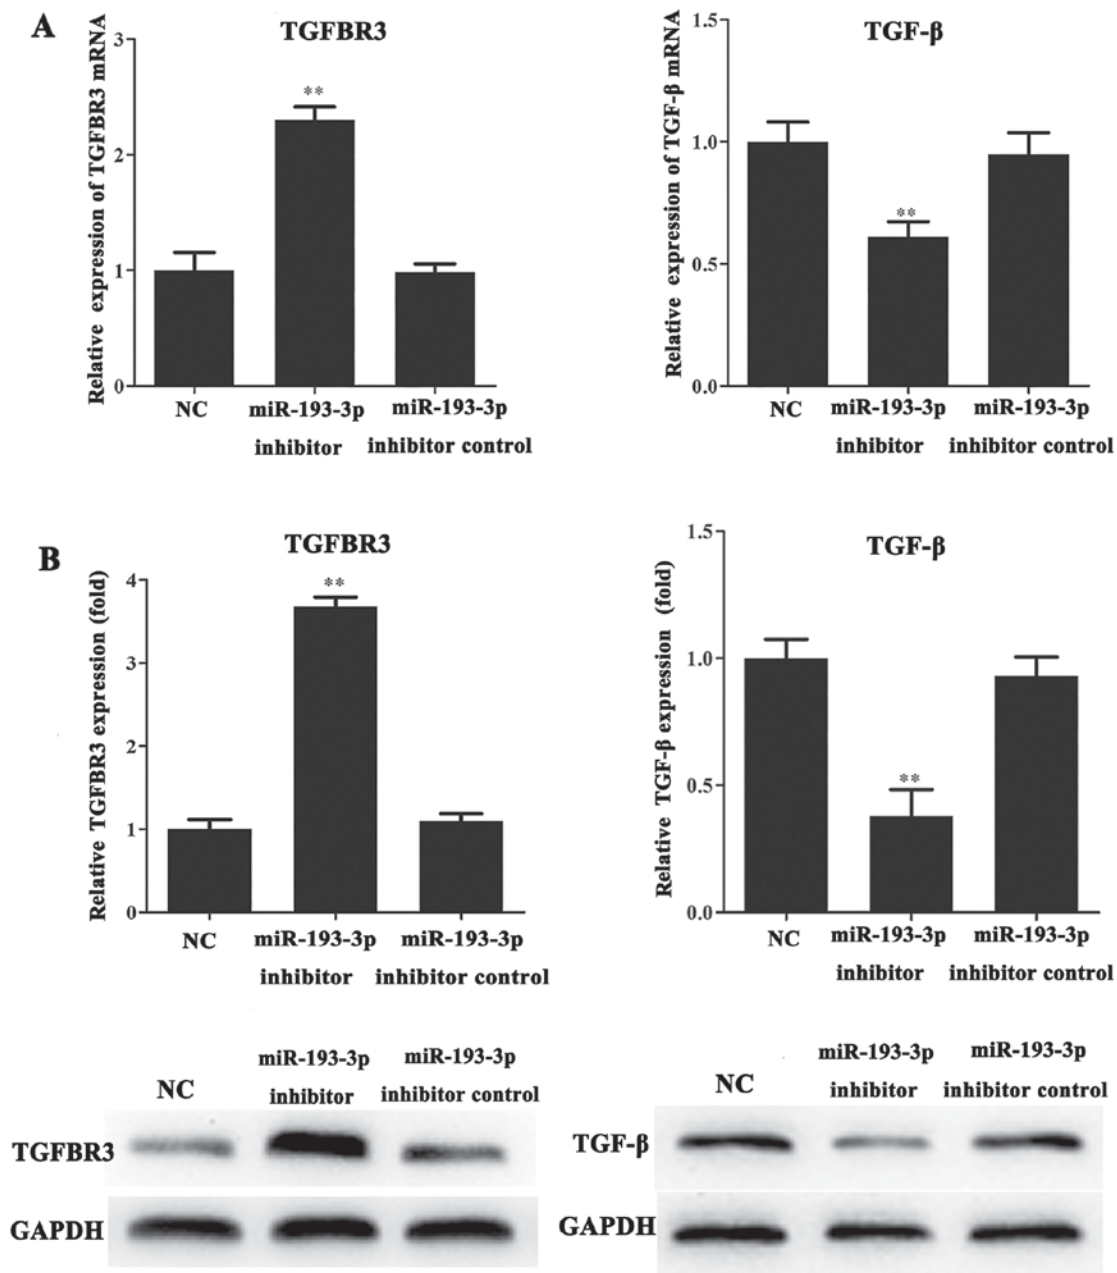 A
TGFBR3
Relative expression of TGFBR3 mRNA
3
2
1
0
**
NC
miR-193-3p
inhibitor
miR-193-3p
inhibitor control
TGF-β
Relative expression of TGF-β mRNA
1.5
1.0
0.5
0.0
**
NC
miR-193-3p
inhibitor
miR-193-3p
inhibitor control
B
TGFBR3
Relative TGFBR3 expression (fold)
4
3
2
1
0
**
NC
miR-193-3p
inhibitor
miR-193-3p
inhibitor control
TGF-β
Relative TGF-β expression (fold)
1.5
1.0
0.5
0.0
**
NC
miR-193-3p
inhibitor
miR-193-3p
inhibitor control
NC
miR-193-3p
inhibitor
miR-193-3p
inhibitor control
TGFBR3
GAPDH
NC
miR-193-3p
inhibitor
miR-193-3p
inhibitor control
TGF-β
GAPDH